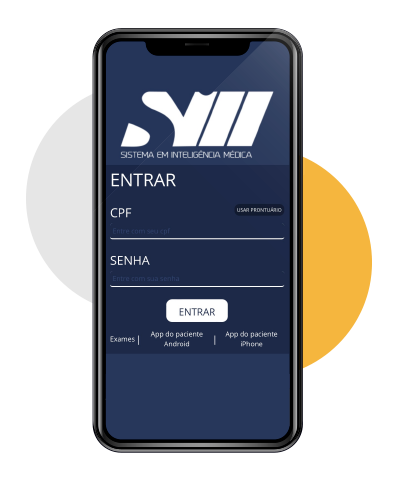 SYM
SISTEMA EM INTELIGÊNCIA MÉDICA
ENTRAR
CPF
USAR PRONTUÁRIO
Entre com seu cpf
SENHA
Entre com sua senha
ENTRAR
Exames | App do paciente Android | App do paciente iPhone